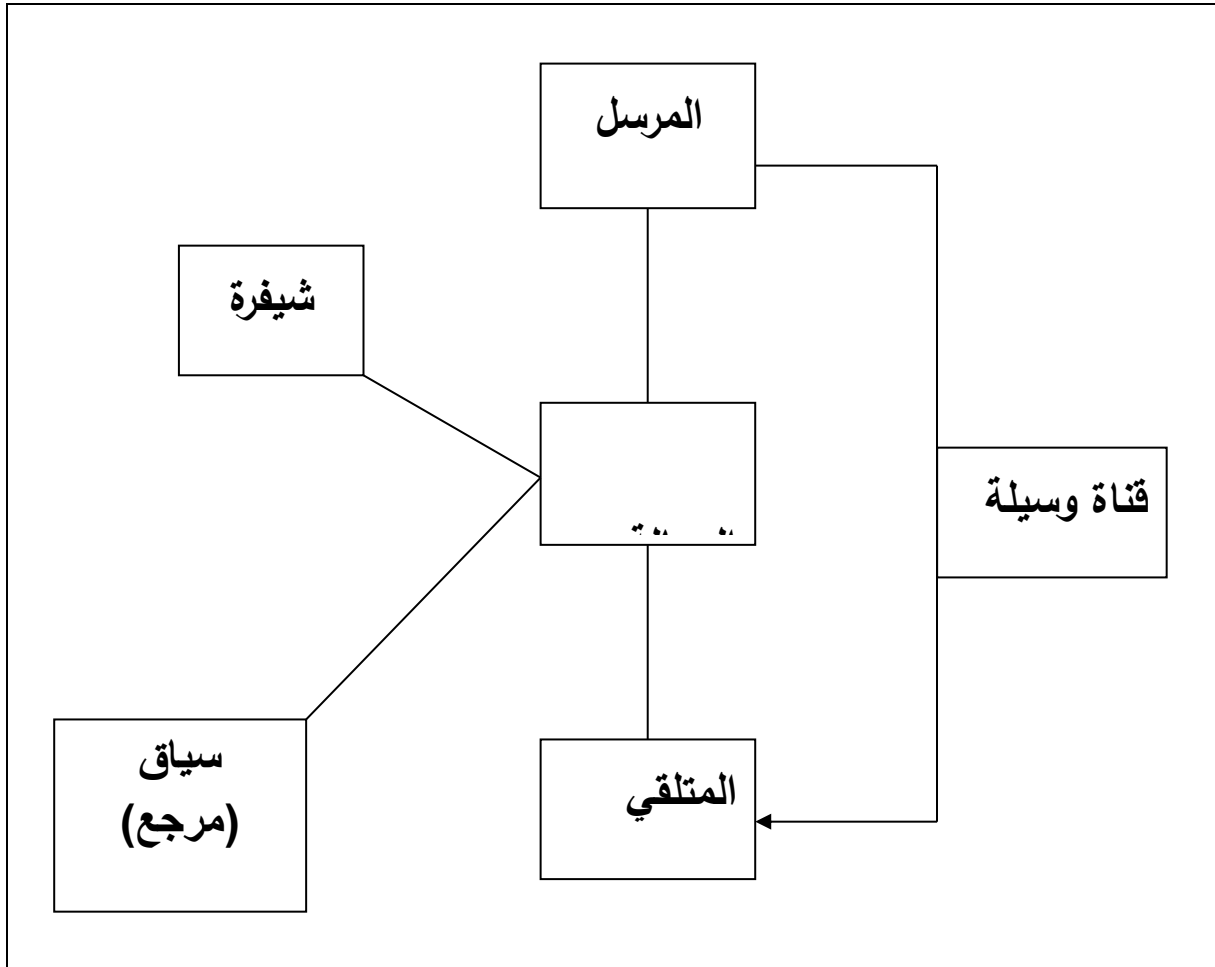 المرسل
شيفرة
قناة وسيلة
المتلقي
سياق
(مرجع)